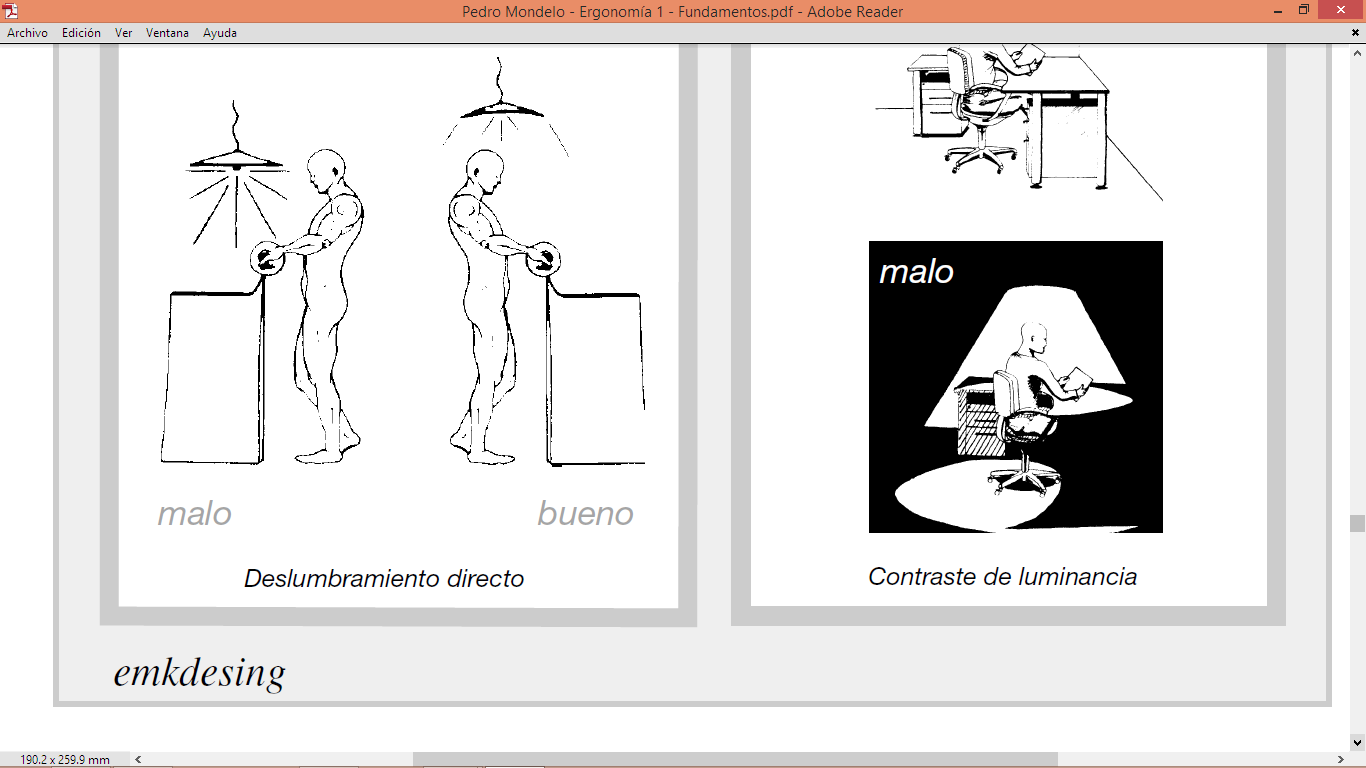 Pedro Mondelo - Ergonomía 1 - Fundamentos.pdf - Adobe Reader
Archivo Edición Ver Ventana Ayuda
malo bueno
Deslumbramiento directo
malo
Contraste de luminancia
emkdesing
190.2 x 259.9 mm